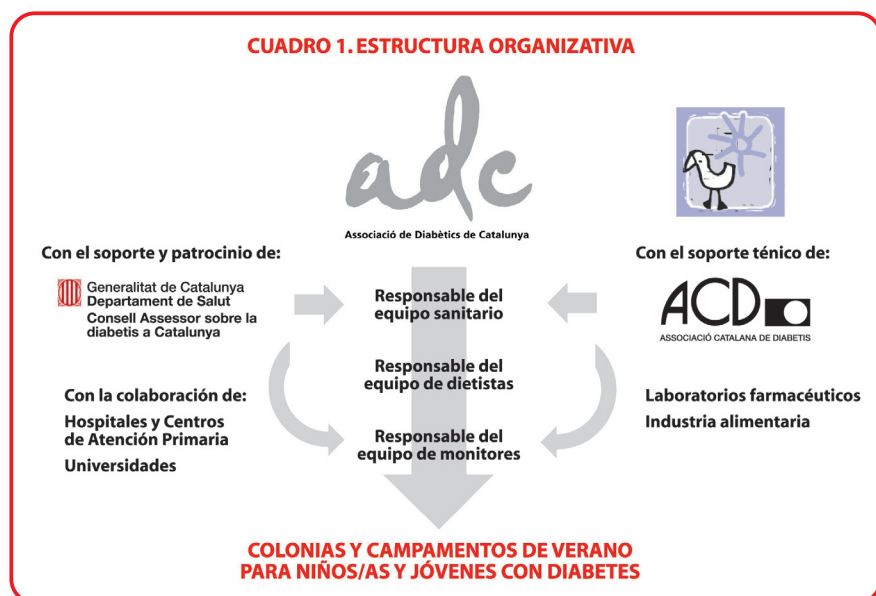 CUADRO 1. ESTRUCTURA ORGANIZATIVA
adc
Associació de Diabètics de Catalunya
Con el soporte y patrocinio de:
Generalitat de Catalunya
Departament de Salut
Consell Assessor sobre la
diabetis a Catalunya
Con la colaboración de:
Hospitales y Centros
de Atención Primaria
Universidades
Responsable del
equipo sanitario
Responsable del
equipo de dietistas
Responsable del
equipo de monitores
Con el soporte ténico de:
ACD
ASSOCIACIÓ CATALANA DE DIABETIS
Laboratorios farmacéuticos
Industria alimentaria
COLONIAS Y CAMPAMENTOS DE VERANO
PARA NIÑOS/AS Y JÓVENES CON DIABETES